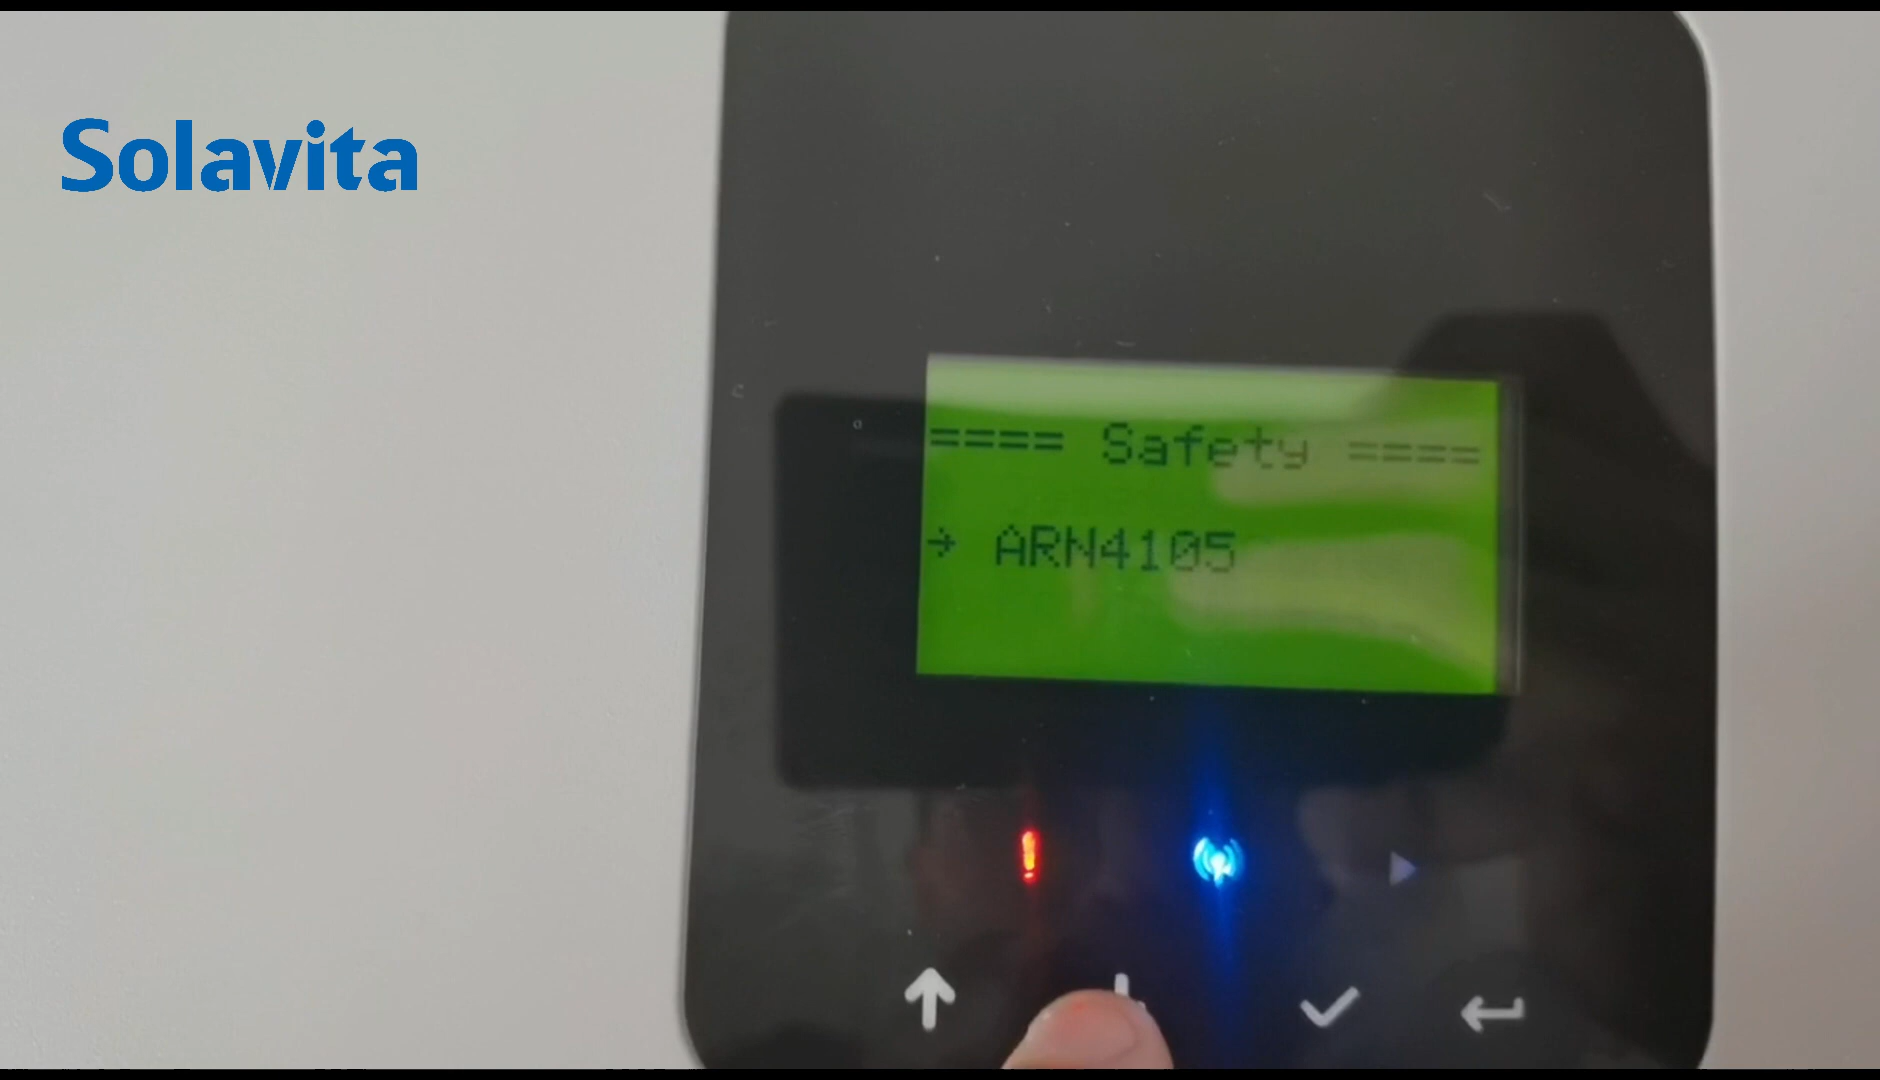 Solavita
==== Safety ====
→ ARN4105